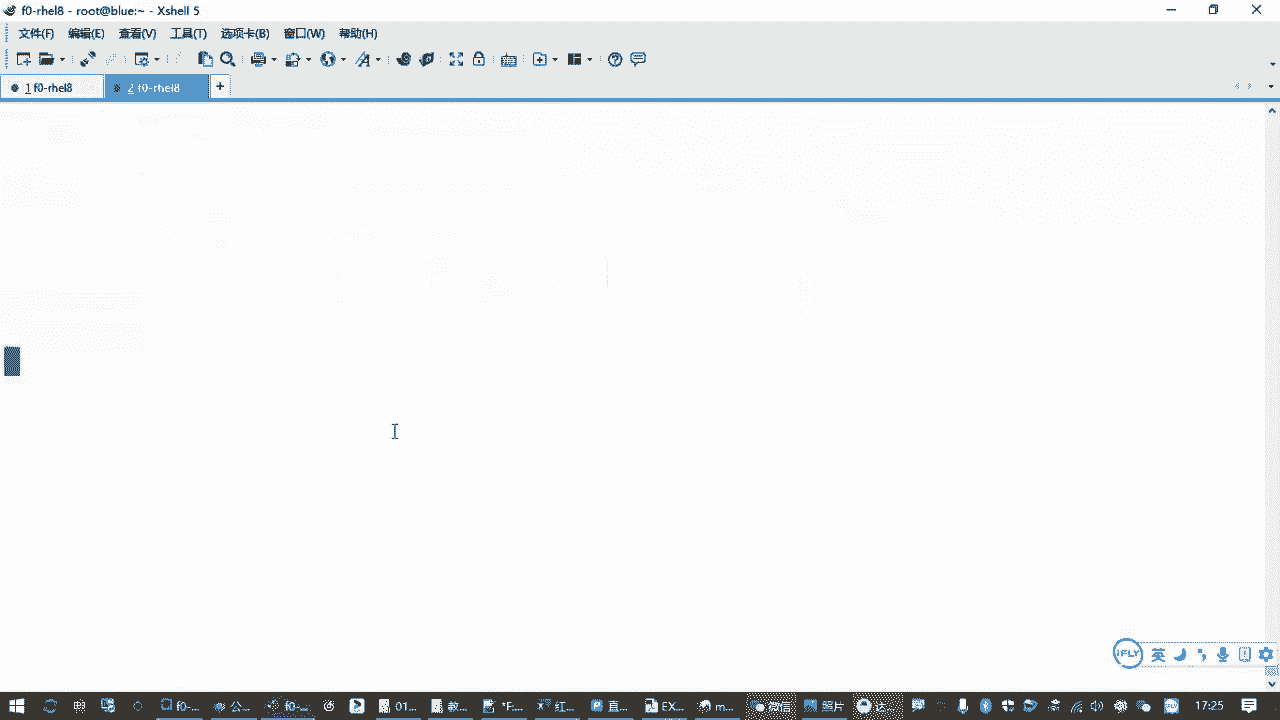 f0-rhel8 - root@blue:~ - Xshell 5
文件(F) 编辑(E) 查看(V) 工具(T) 选项卡(B) 窗口(W) 帮助(H)
1 f0-rhel8 2 f0-rhel8 +
iFLY 英
f0-... 公... f0-... 01... 教... *F... 红... 直... EX... m... 微信 照片 达... 17:25